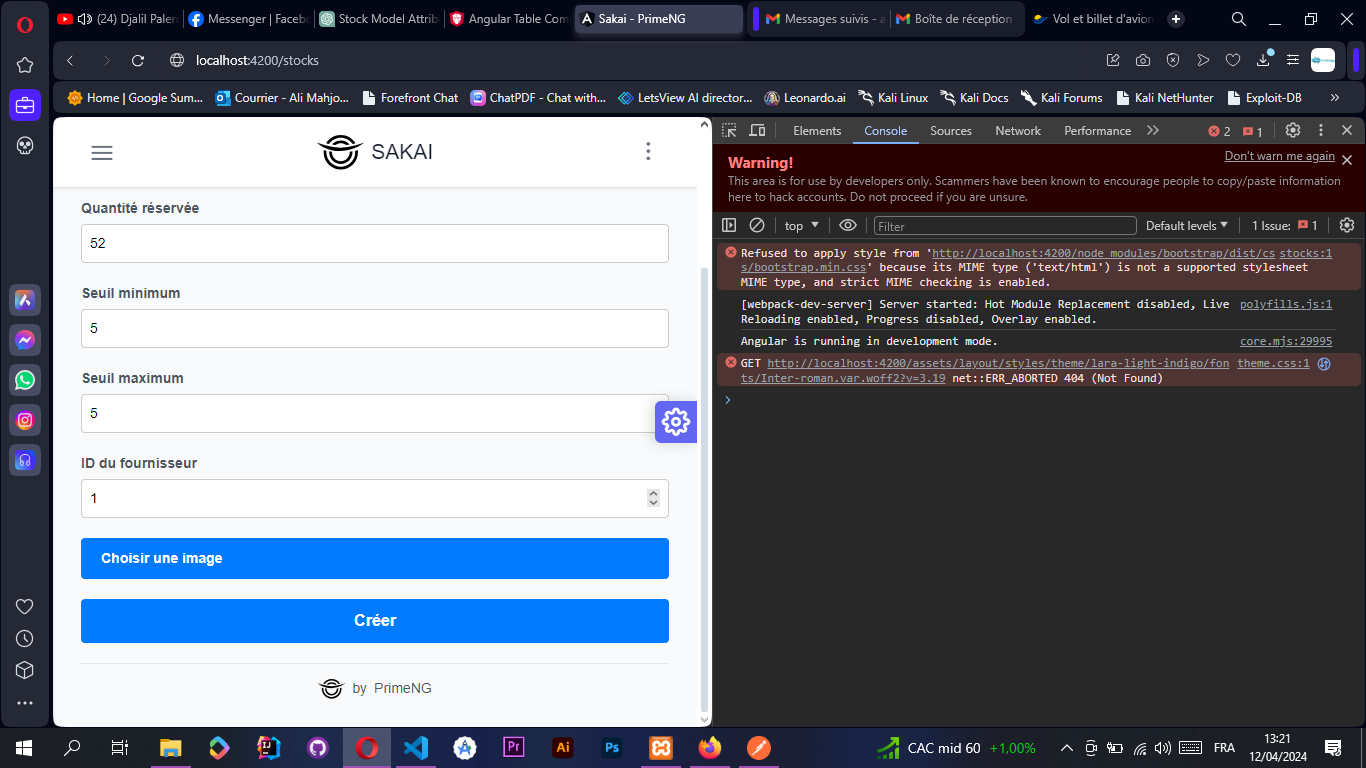 (24) Djalil Paler
Messenger | Faceb
Stock Model Attrib
Angular Table Com
Sakai - PrimeNG
Messages suivis - a
Boîte de réception
Vol et billet d'avion
localhost:4200/stocks
Home | Google Sum...
Courrier - Ali Mahjo...
Forefront Chat
ChatPDF - Chat with...
LetsView AI director...
Leonardo.ai
Kali Linux
Kali Docs
Kali Forums
Kali NetHunter
Exploit-DB
SAKAI
Quantité réservée
52
Seuil minimum
5
Seuil maximum
5
ID du fournisseur
1
Choisir une image
Créer
by PrimeNG
Elements
Console
Sources
Network
Performance
2
1
Warning!
Don't warn me again
This area is for use by developers only. Scammers have been known to encourage people to copy/paste information
here to hack accounts. Do not proceed if you are unsure.
top
Filter
Default levels
1 Issue:
1
Refused to apply style from 'http://localhost:4200/node_modules/bootstrap/dist/cs stocks:1
s/bootstrap.min.css' because its MIME type ('text/html') is not a supported stylesheet
MIME type, and strict MIME checking is enabled.
[webpack-dev-server] Server started: Hot Module Replacement disabled, Live polyfills.js:1
Reloading enabled, Progress disabled, Overlay enabled.
Angular is running in development mode. core.mjs:29995
GET http://localhost:4200/assets/layout/styles/theme/lara-light-indigo/fon theme.css:1
ts/Inter-roman.var.woff2?v=3.19 net::ERR_ABORTED 404 (Not Found)
Pr
Ai
Ps
CAC mid 60 +1,00%
FRA
13:21
12/04/2024